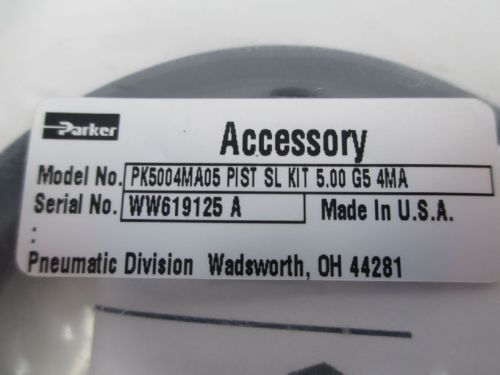 Parker
Accessory
Model No. PK5004MA05 PIST SL KIT 5.00 G5 4MA
Serial No. WW619125 A Made In U.S.A.
:
Pneumatic Division Wadsworth, OH 44281